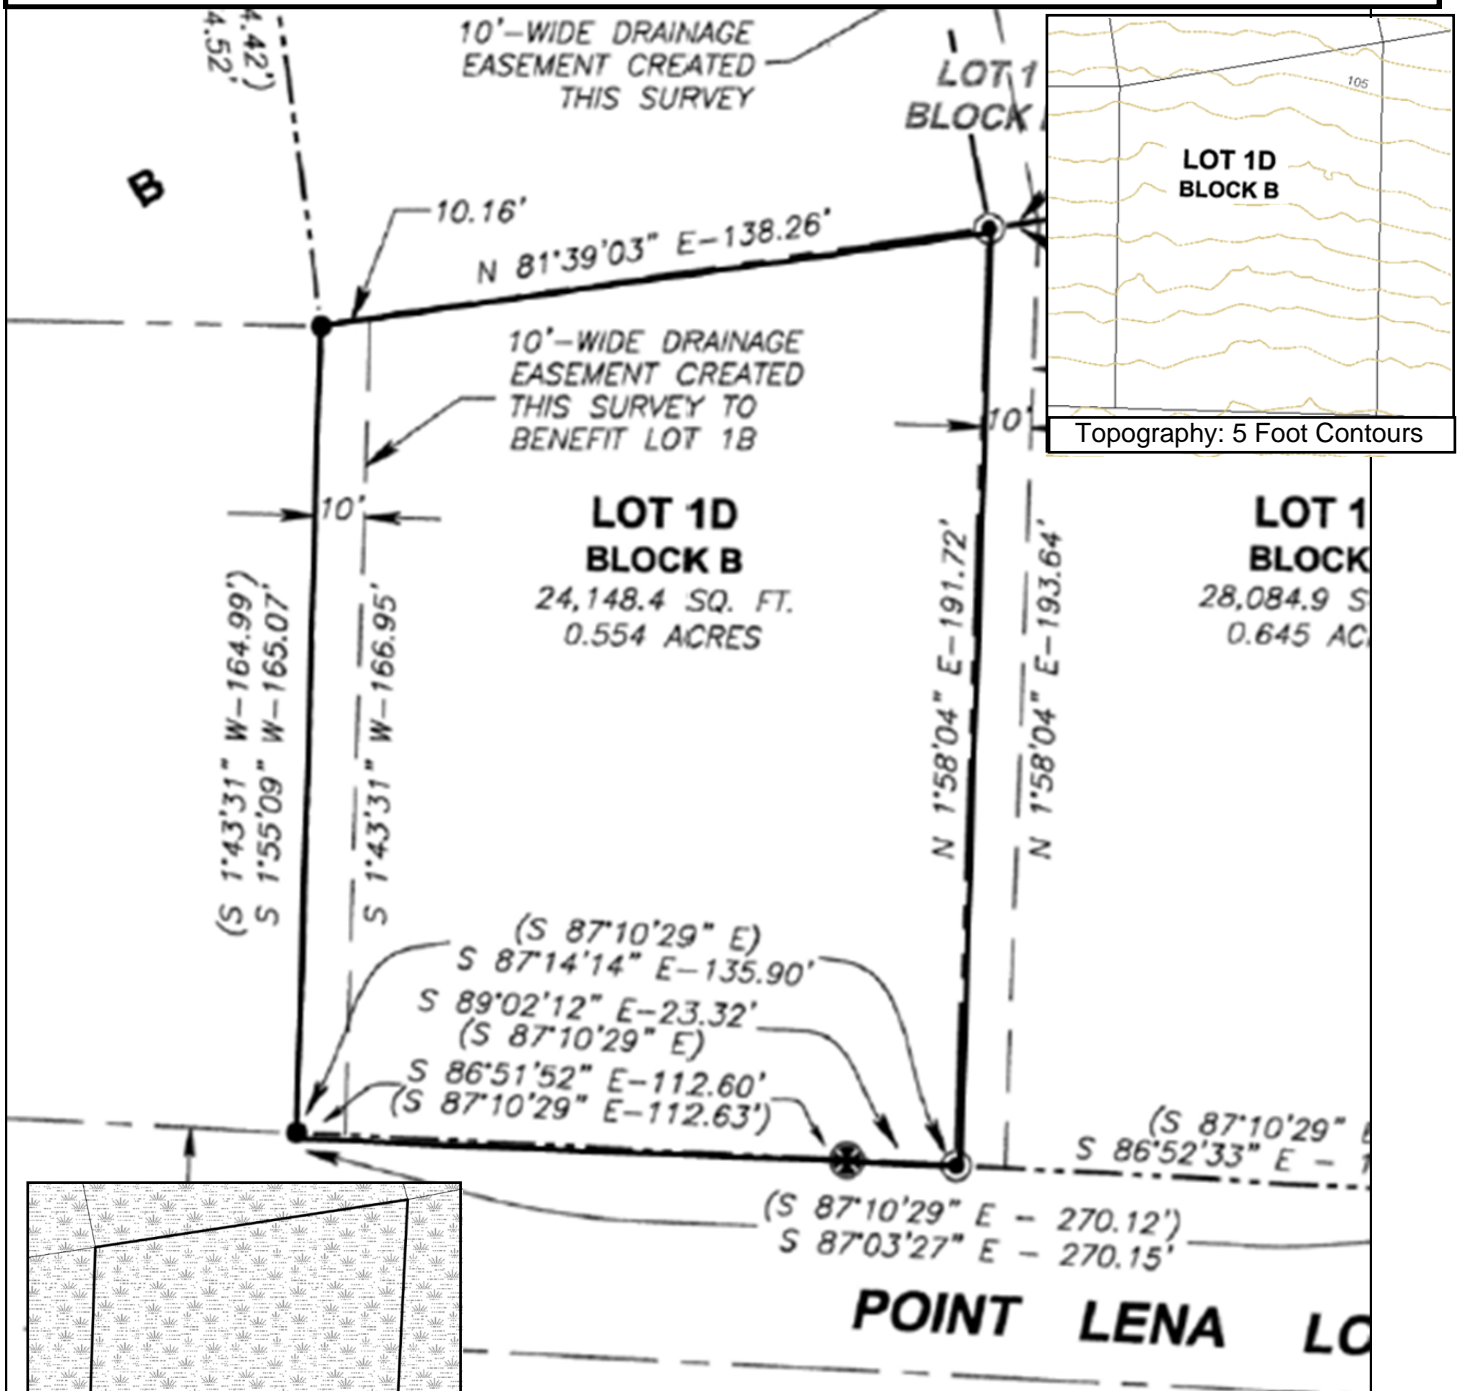 4.42')
4.52'
10'-WIDE DRAINAGE
EASEMENT CREATED
THIS SURVEY
LOT 1
BLOCK
105
LOT 1D
BLOCK B
Topography: 5 Foot Contours
B
10.16'
N 81°39'03" E-138.26'
10'-WIDE DRAINAGE
EASEMENT CREATED
THIS SURVEY TO
BENEFIT LOT 1B
10'
10'
LOT 1D
BLOCK B
24,148.4 SQ. FT.
0.554 ACRES
LOT 1
BLOCK
28,084.9 S
0.645 AC
(S 1°43'31" W-164.99')
S 1°55'09" W-165.07'
S 1°43'31" W-166.95'
N 1°58'04" E-191.72'
N 1°58'04" E-193.64'
(S 87°10'29" E)
S 87°14'14" E-135.90'
S 89°02'12" E-23.32'
(S 87°10'29" E)
S 86°51'52" E-112.60'
(S 87°10'29" E-112.63')
(S 87°10'29"
S 86°52'33" E - 1
(S 87°10'29" E - 270.12')
S 87°03'27" E - 270.15'
POINT LENA LO